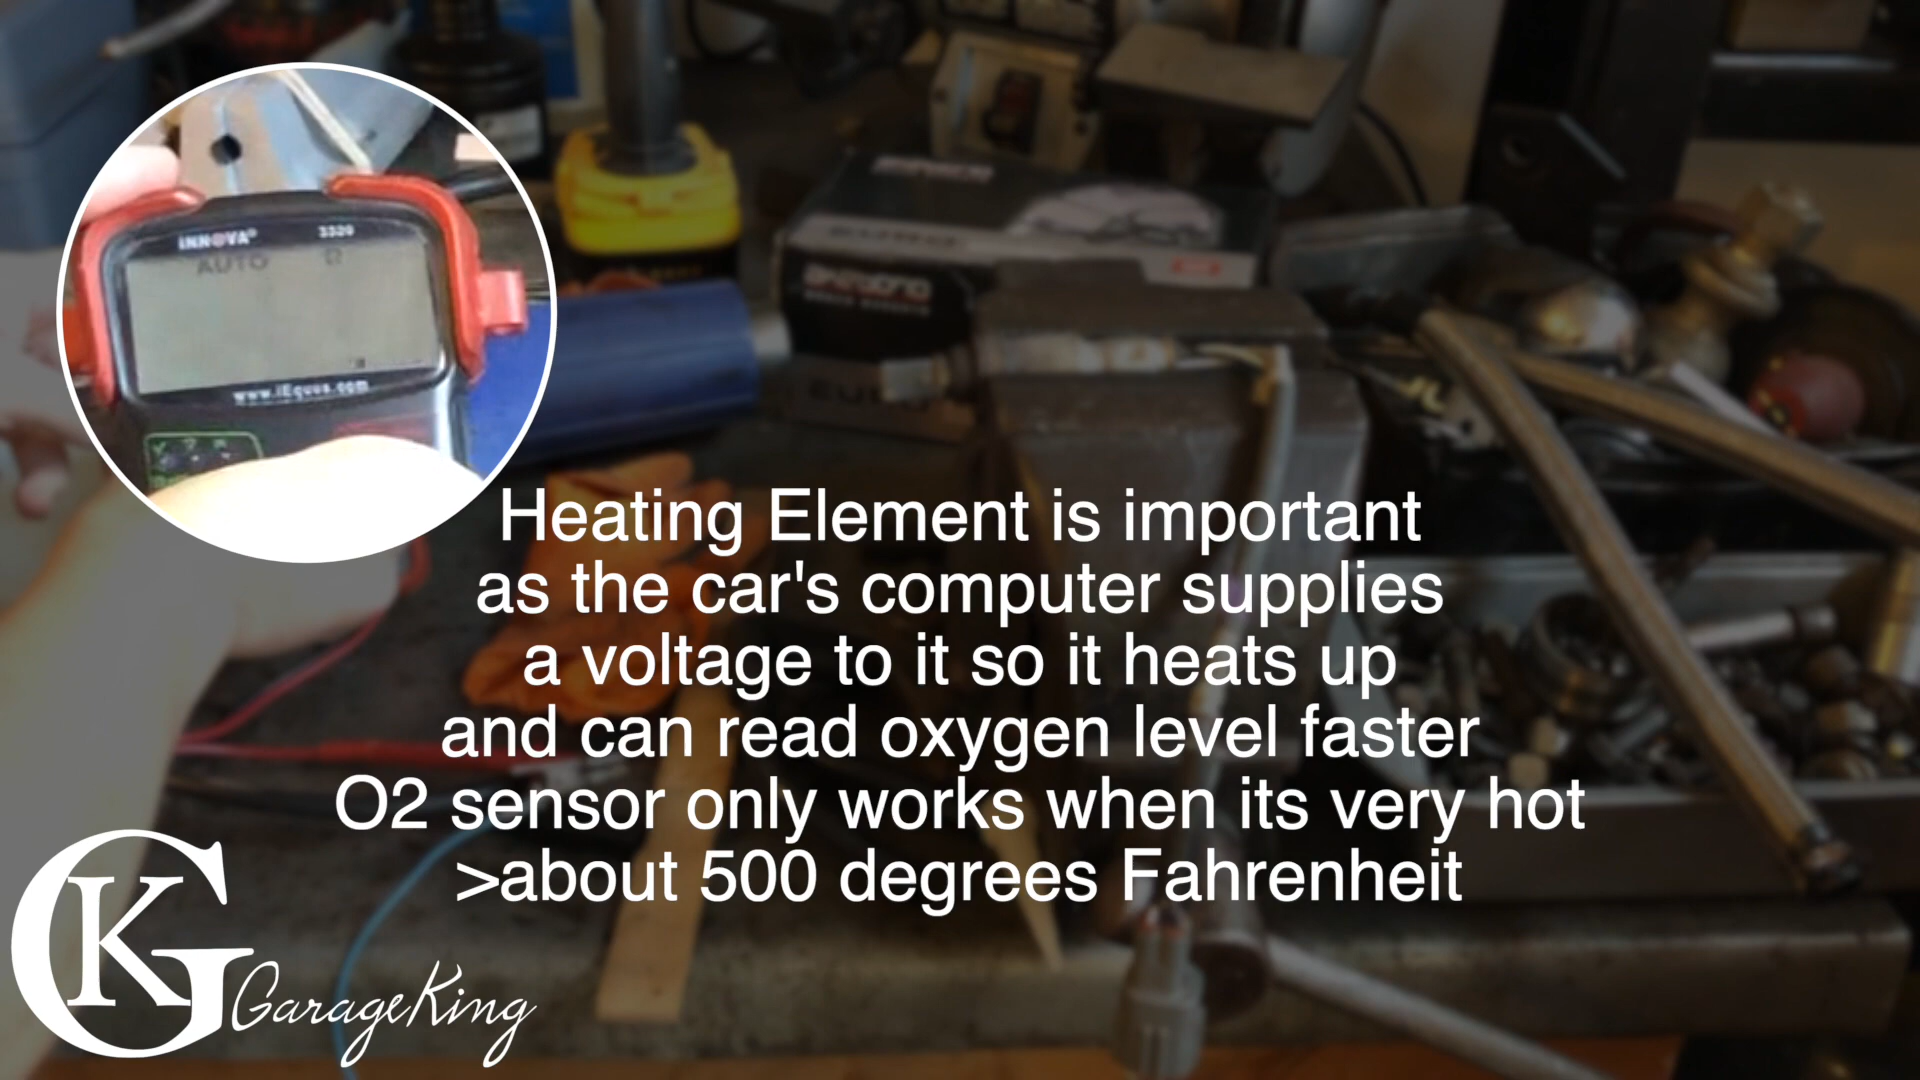 INNOVA® 3320
AUTO Ω
www.iEquus.com
Heating Element is important
as the car's computer supplies
a voltage to it so it heats up
and can read oxygen level faster
O2 sensor only works when its very hot
>about 500 degrees Fahrenheit
GK
GarageKing